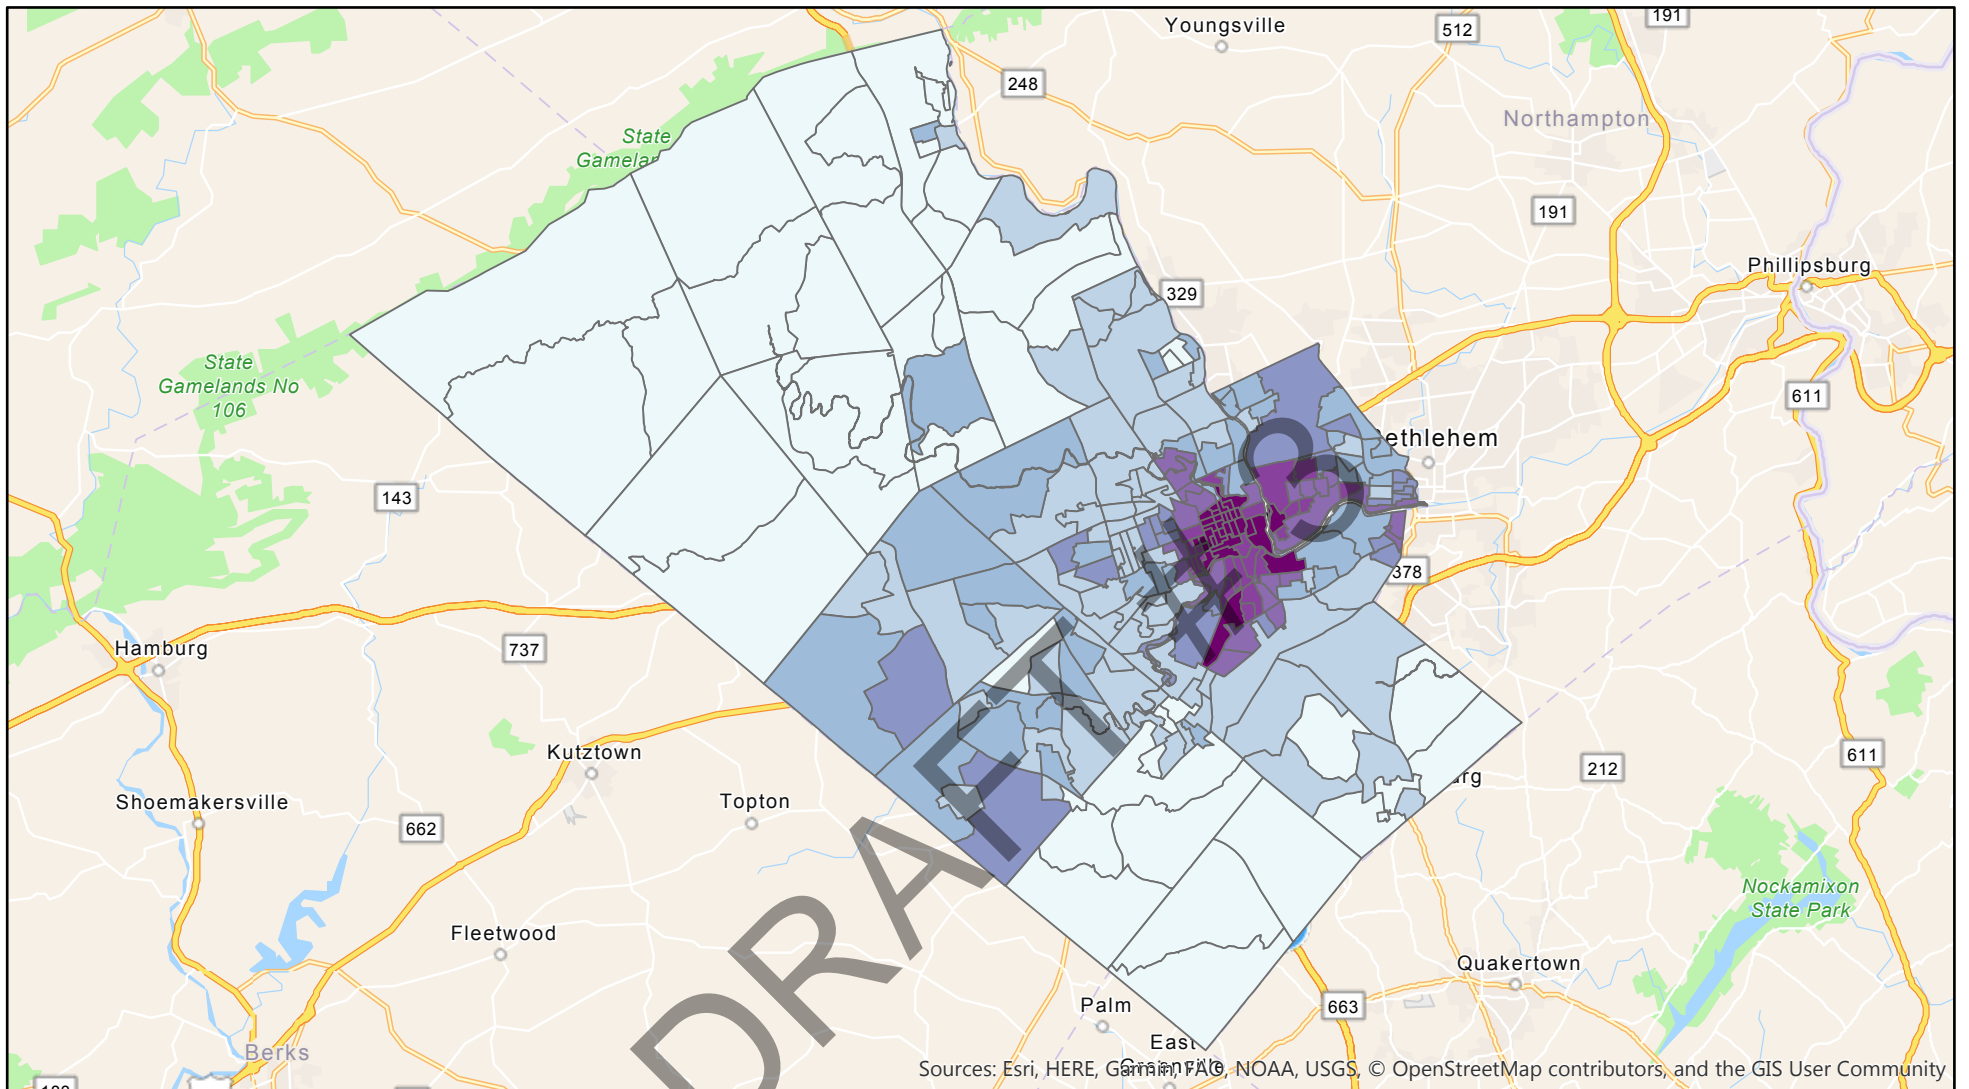 Youngsville
191
512
248
Northampton
State
Gamelan
191
Phillipsburg
329
State
Gamelands No
106
611
ethlehem
143
378
Hamburg
737
Kutztown
611
212
urg
Shoemakersville
Topton
662
Nockamixon
State Park
Fleetwood
Quakertown
Palm
663
East
Greenville
Berks
DRAFT
Sources: Esri, HERE, Garmin, FAO, NOAA, USGS, © OpenStreetMap contributors, and the GIS User Community